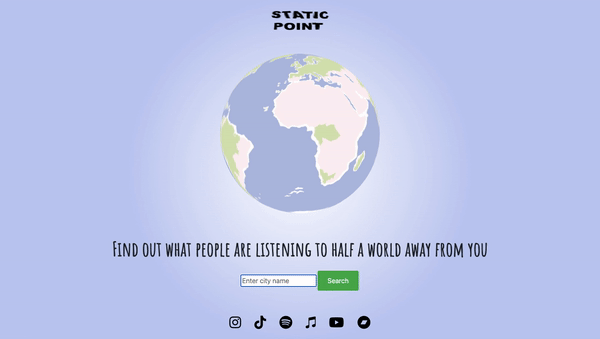 STATIC
POINT
Find out what people are listening to half a world away from you
Enter city name
Search